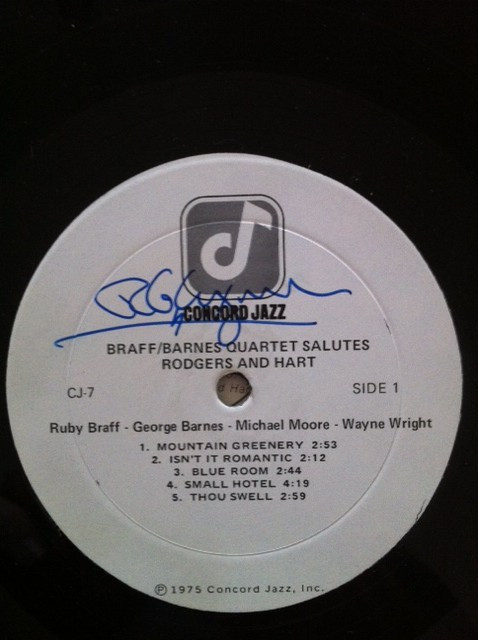 CONCORD JAZZ
BRAFF/BARNES QUARTET SALUTES
RODGERS AND HART
CJ-7
SIDE 1
Ruby Braff - George Barnes - Michael Moore - Wayne Wright
1. MOUNTAIN GREENERY 2:53
2. ISN'T IT ROMANTIC 2:12
3. BLUE ROOM 2:44
4. SMALL HOTEL 4:19
5. THOU SWELL 2:59
Ⓟ 1975 Concord Jazz, Inc.